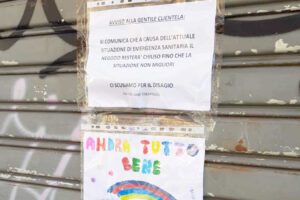 AVVISO ALLA GENTILE CLIENTELA:
SI COMUNICA CHE A CAUSA DELL'ATTUALE
SITUAZIONE DI EMERGENZA SANITARIA IL
NEGOZIO RESTERA' CHIUSO FINO CHE LA
SITUAZIONE NON MIGLIORI
CI SCUSIAMO PER IL DISAGIO.
ANDRA TUTTO
BENE